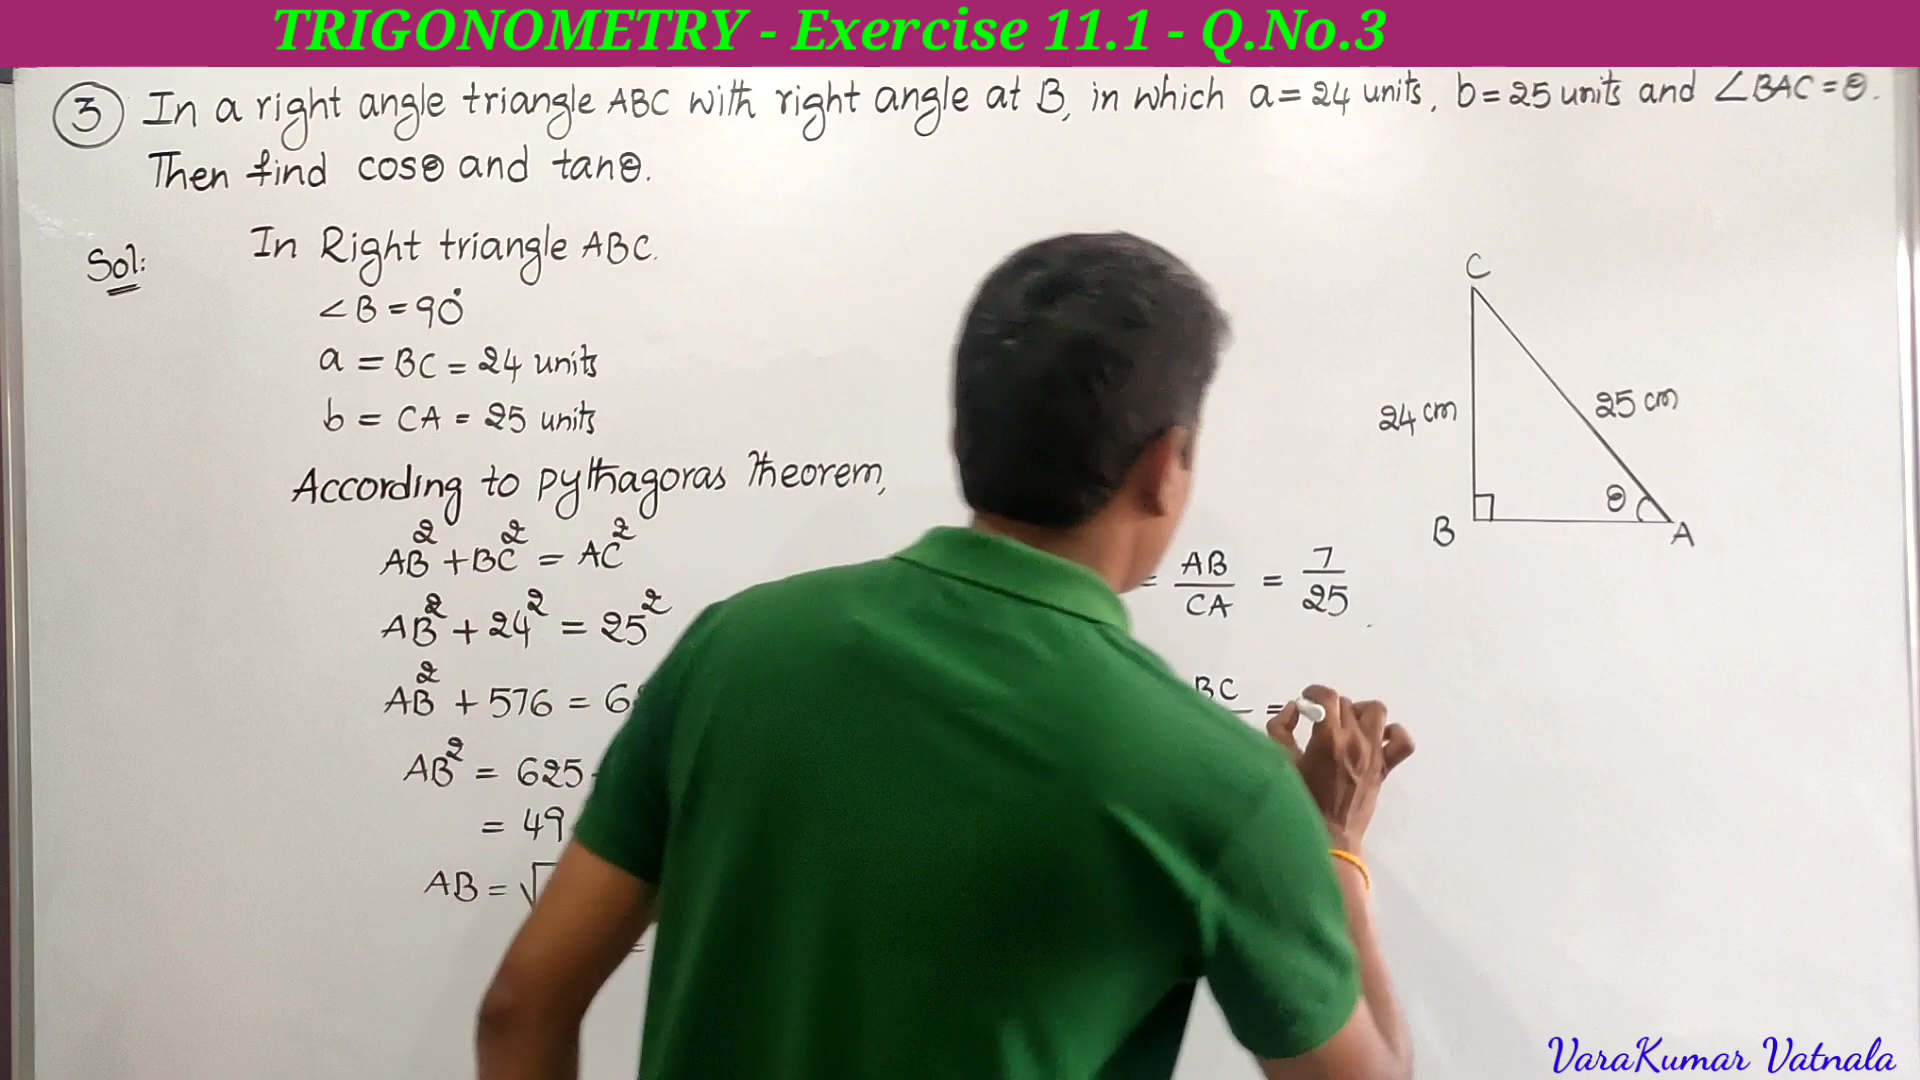 TRIGONOMETRY - Exercise 11.1 - Q.No.3
3 In a right angle triangle ABC with right angle at B, in which a = 24 units, b = 25 units and ∠BAC = θ.
Then find cosθ and tanθ.
Sol:
In Right triangle ABC.
∠B = 90°
a = BC = 24 units
b = CA = 25 units
According to pythagoras Theorem,
AB² + BC² = AC²
AB² + 24² = 25²
AB² + 576 = 6
AB² = 625
= 49
AB = √
=
= AB/CA = 7/25
BC =
C
24 cm
25 cm
B
θ
A
VaraKumar Vatnala